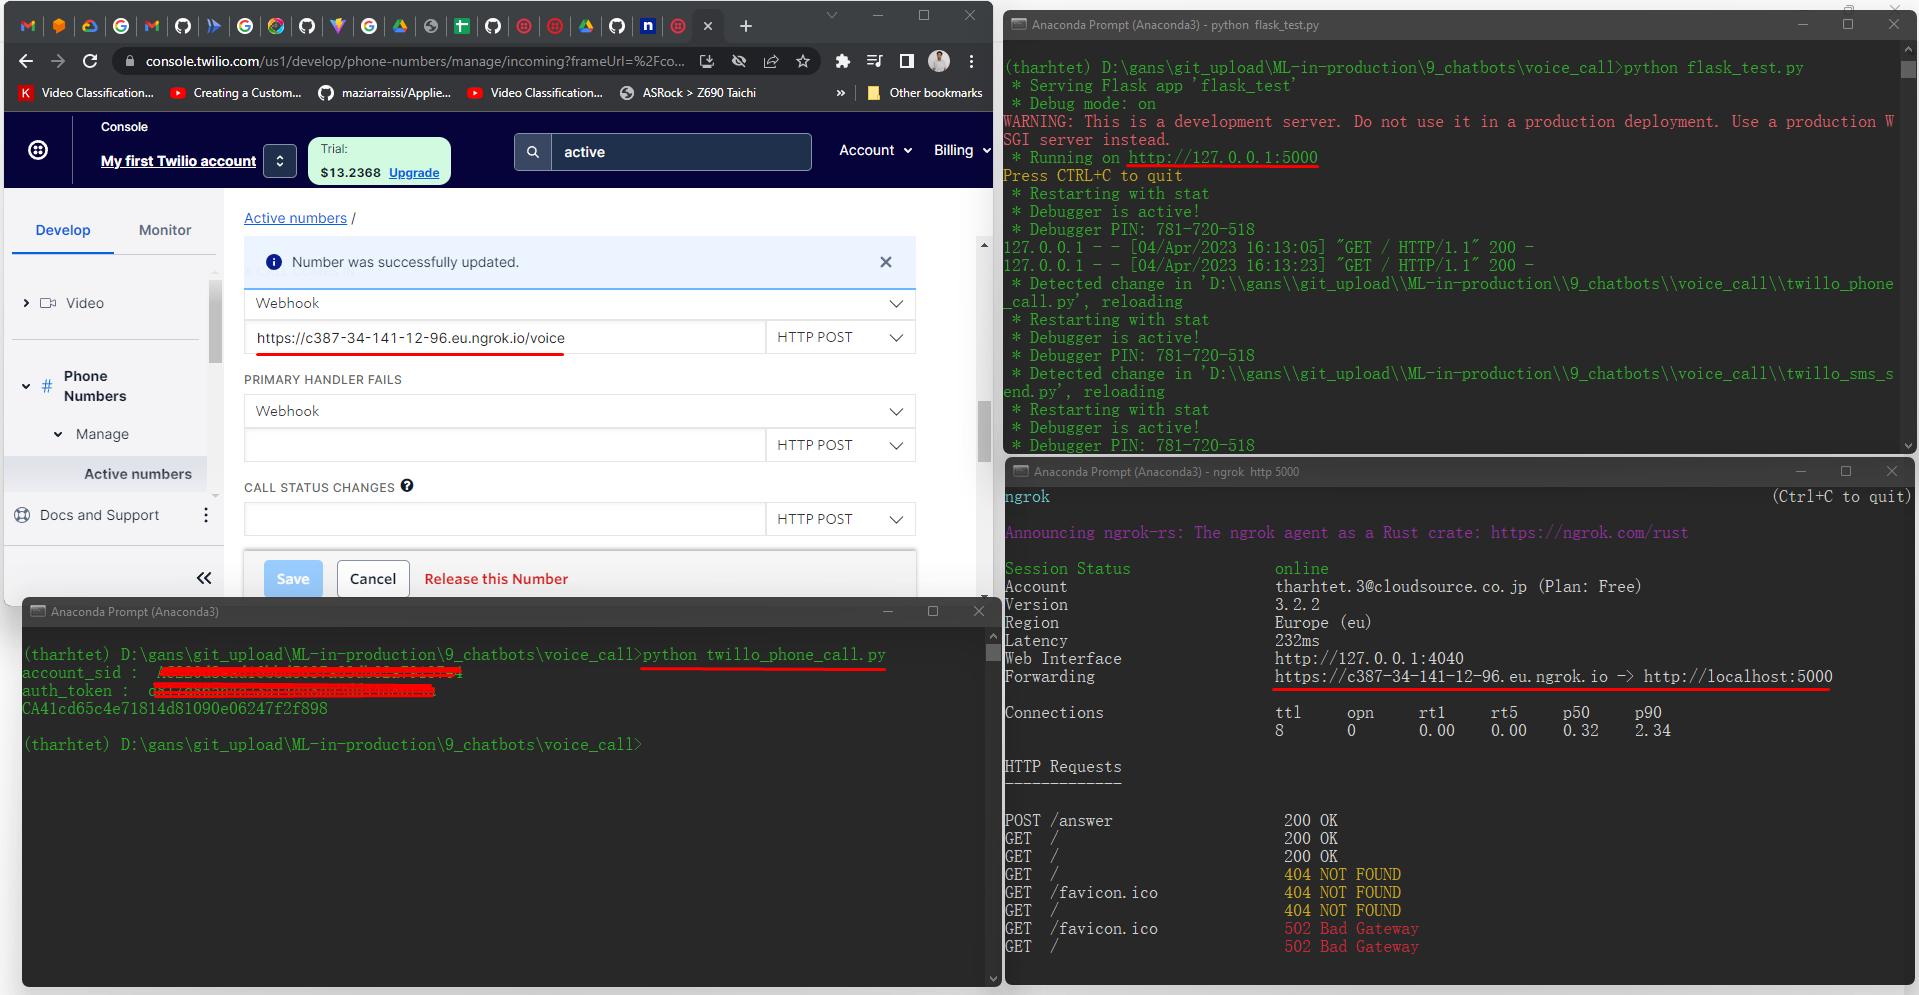 console.twilio.com/us1/develop/phone-numbers/manage/incoming?frameUrl=%2Fco...
Video Classification...
Creating a Custom...
maziarraissi/Applie...
Video Classification...
ASRock > Z690 Taichi
»
Other bookmarks
Console
My first Twilio account
Trial:
$13.2368 Upgrade
active
Account
Billing
Develop
Monitor
Video
# Phone Numbers
Manage
Active numbers
Docs and Support
Active numbers /
Number was successfully updated.
Webhook
https://c387-34-141-12-96.eu.ngrok.io/voice
HTTP POST
PRIMARY HANDLER FAILS
Webhook
HTTP POST
CALL STATUS CHANGES
HTTP POST
Save
Cancel
Release this Number
Anaconda Prompt (Anaconda3) - python flask_test.py
(tharhtet) D:\gans\git_upload\ML-in-production\9_chatbots\voice_call>python flask_test.py
* Serving Flask app 'flask_test'
* Debug mode: on
WARNING: This is a development server. Do not use it in a production deployment. Use a production W
SGI server instead.
* Running on http://127.0.0.1:5000
Press CTRL+C to quit
* Restarting with stat
* Debugger is active!
* Debugger PIN: 781-720-518
127.0.0.1 - - [04/Apr/2023 16:13:05] "GET / HTTP/1.1" 200 -
127.0.0.1 - - [04/Apr/2023 16:13:23] "GET / HTTP/1.1" 200 -
* Detected change in 'D:\\gans\\git_upload\\ML-in-production\\9_chatbots\\voice_call\\twillo_phone
_call.py', reloading
* Restarting with stat
* Debugger is active!
* Debugger PIN: 781-720-518
* Detected change in 'D:\\gans\\git_upload\\ML-in-production\\9_chatbots\\voice_call\\twillo_sms_s
end.py', reloading
* Restarting with stat
* Debugger is active!
* Debugger PIN: 781-720-518
Anaconda Prompt (Anaconda3)
(tharhtet) D:\gans\git_upload\ML-in-production\9_chatbots\voice_call>python twillo_phone_call.py
account_sid :
auth_token :
CA41cd65c4e71814d81090e06247f2f898
(tharhtet) D:\gans\git_upload\ML-in-production\9_chatbots\voice_call>
Anaconda Prompt (Anaconda3) - ngrok http 5000
ngrok (Ctrl+C to quit)
Announcing ngrok-rs: The ngrok agent as a Rust crate: https://ngrok.com/rust
Session Status online
Account tharhtet.3@cloudsource.co.jp (Plan: Free)
Version 3.2.2
Region Europe (eu)
Latency 232ms
Web Interface http://127.0.0.1:4040
Forwarding https://c387-34-141-12-96.eu.ngrok.io -> http://localhost:5000
Connections ttl opn rt1 rt5 p50 p90
8 0 0.00 0.00 0.32 2.34
HTTP Requests
-------------
POST /answer 200 OK
GET / 200 OK
GET / 200 OK
GET / 404 NOT FOUND
GET /favicon.ico 404 NOT FOUND
GET / 404 NOT FOUND
GET /favicon.ico 502 Bad Gateway
GET / 502 Bad Gateway